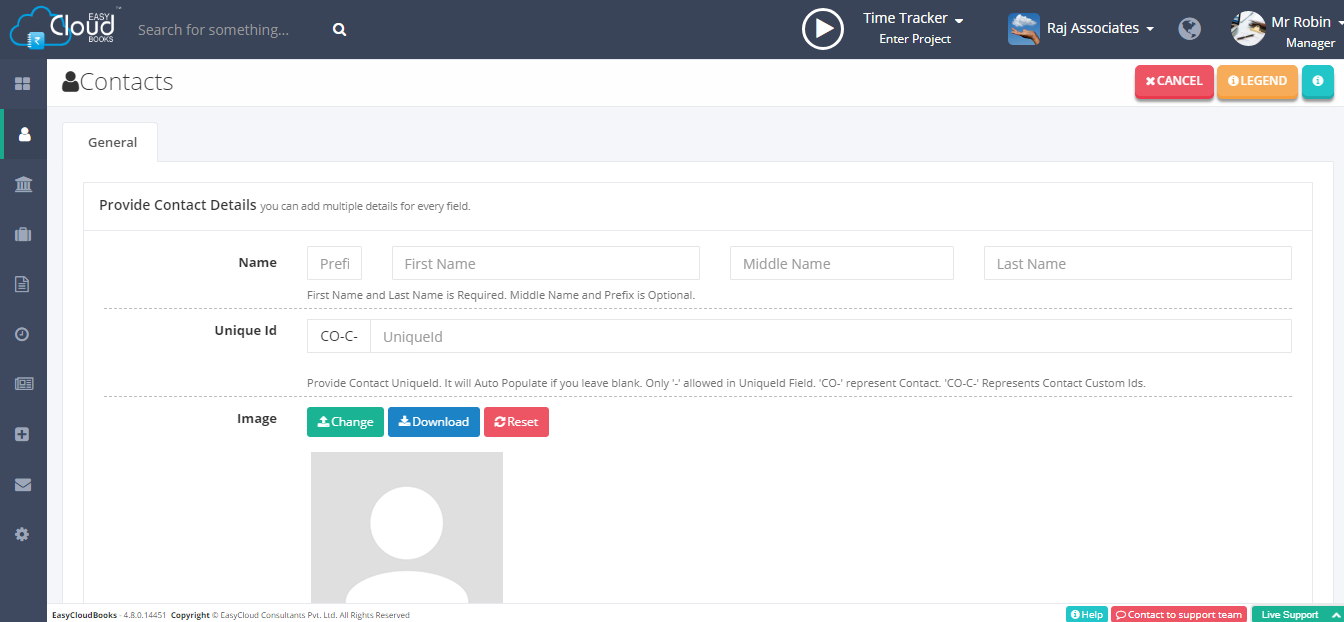 EASY
Cloud
BOOKS
™
Search for something...
Time Tracker
Enter Project
Raj Associates
Mr Robin
Manager
Contacts
CANCEL
LEGEND
General
Provide Contact Details you can add multiple details for every field.
Name
Prefi
First Name
Middle Name
Last Name
First Name and Last Name is Required. Middle Name and Prefix is Optional.
Unique Id
CO-C-
UniqueId
Provide Contact UniqueId. It will Auto Populate if you leave blank. Only '-' allowed in UniqueId Field. 'CO-' represent Contact. 'CO-C-' Represents Contact Custom Ids.
Image
Change
Download
Reset
EasyCloudBooks - 4.8.0.14451 Copyright © EasyCloud Consultants Pvt. Ltd. All Rights Reserved
Help
Contact to support team
Live Support